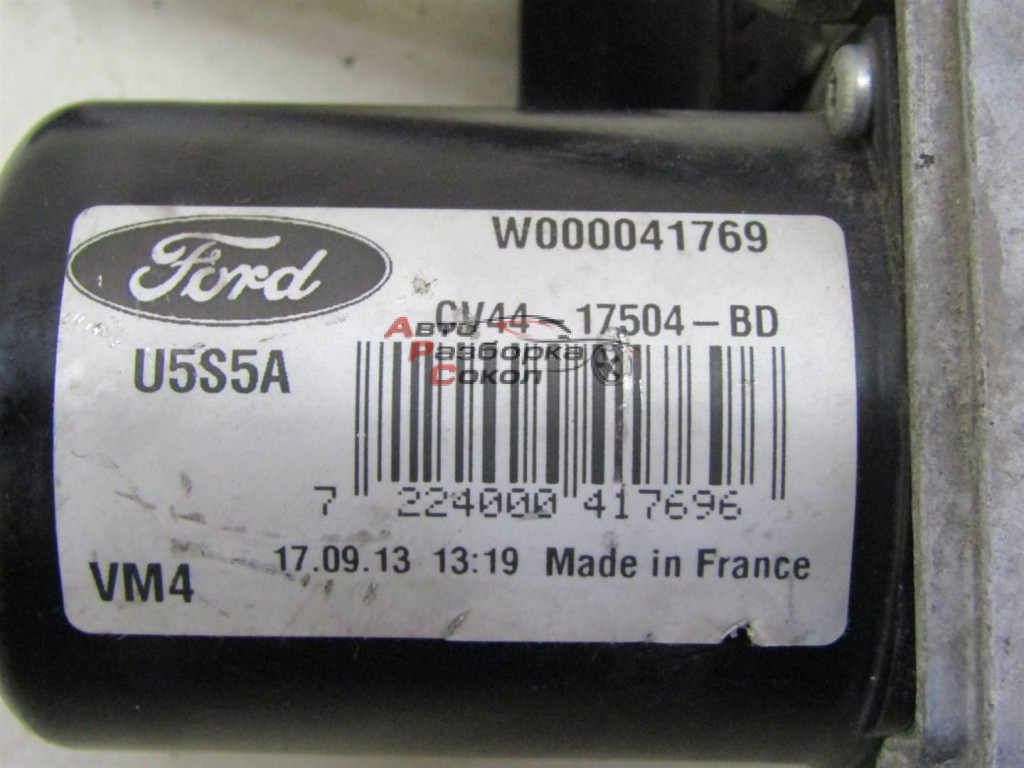 Ford
W000041769
CV44-17504-BD
U5S5A
Авто
Разборка
Сокол
7 224000 417696
17.09.13 13:19 Made in France
VM4